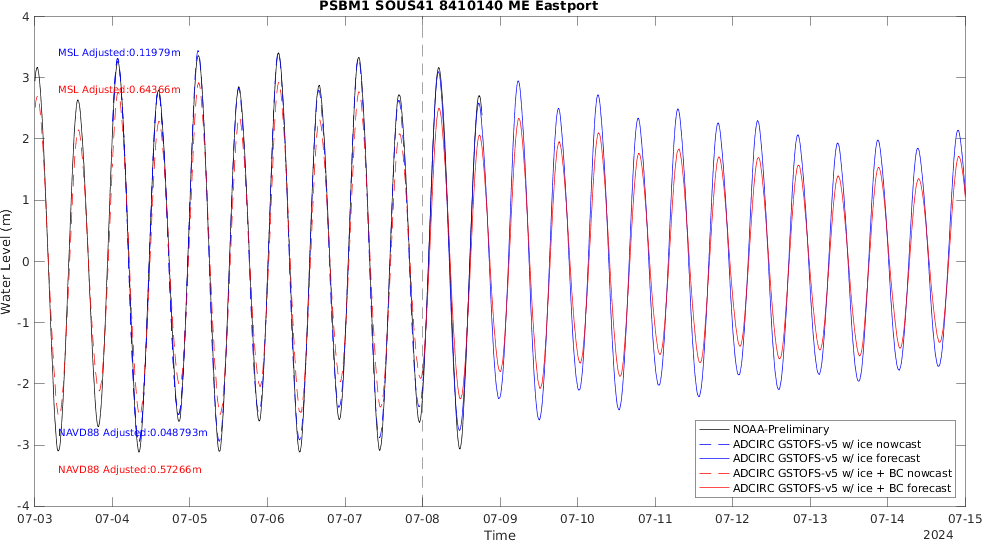 PSBM1 SOUS41 8410140 ME Eastport
4
3
2
1
0
-1
-2
-3
-4
Water Level (m)
MSL Adjusted:0.11979m
MSL Adjusted:0.64366m
NAVD88 Adjusted:0.048793m
NAVD88 Adjusted:0.57266m
NOAA-Preliminary
ADCIRC GSTOFS-v5 w/ ice nowcast
ADCIRC GSTOFS-v5 w/ ice forecast
ADCIRC GSTOFS-v5 w/ ice + BC nowcast
ADCIRC GSTOFS-v5 w/ ice + BC forecast
07-03 07-04 07-05 07-06 07-07 07-08 07-09 07-10 07-11 07-12 07-13 07-14 07-15
Time
2024